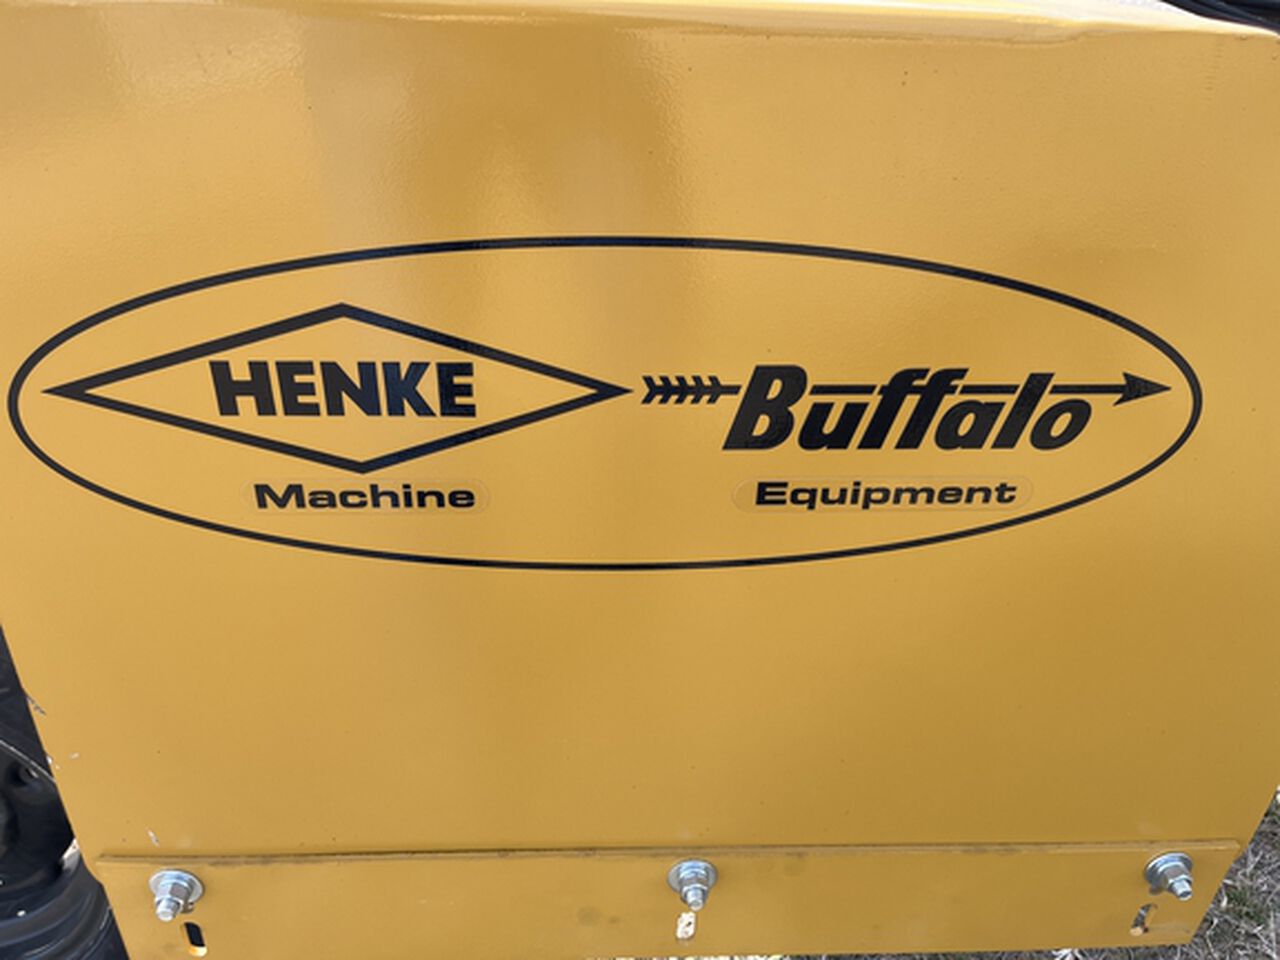 HENKE
Machine
Buffalo
Equipment